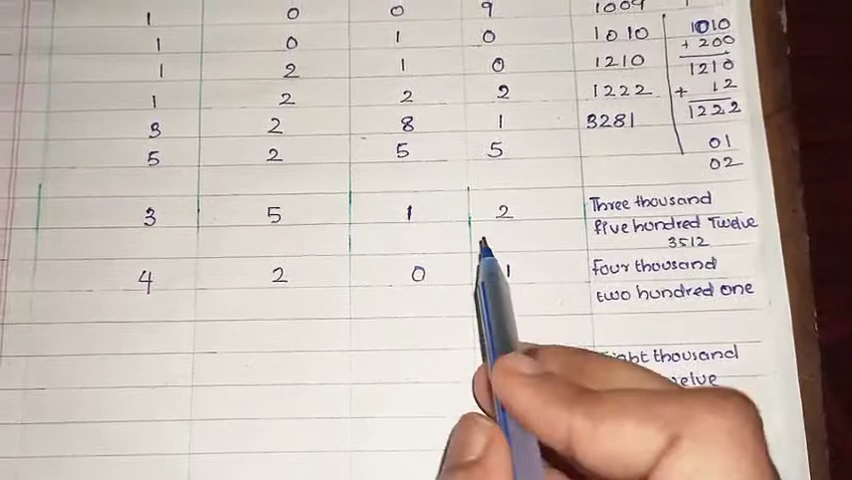 1 0 0 9 1009
1 0 1 0 1010 1010
+ 200
1 2 1 0 1210 1210
+ 12
1 2 2 2 1222 1222
3 2 8 1 3281
01
5 2 5 5
02
3 5 1 2 Three thousand
five hundred Twelve
3512
4 2 0 1 Four thousand
two hundred one
thousand